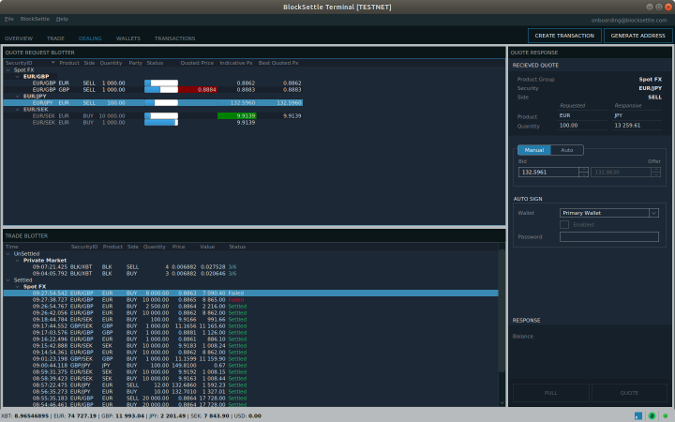 BlockSettle Terminal [TESTNET]
File BlockSettle Help
onboarding@blocksettle.com
OVERVIEW TRADE DEALING WALLETS TRANSACTIONS
CREATE TRANSACTION GENERATE ADDRESS
QUOTE REQUEST BLOTTER
SecurityID Product Side Quantity Party Status Quoted Price Indicative Px Best Quoted Px
Spot FX
EUR/GBP
EUR/GBP EUR SELL 1 000.00 0.8862 0.8862
EUR/GBP GBP SELL 1 000.00 0.8884 0.8883 0.8883
EUR/JPY
EUR/JPY EUR SELL 100.00 132.5960 132.5960
EUR/SEK
EUR/SEK EUR BUY 10 000.00 9.9139 9.9139
EUR/SEK EUR BUY 1 000.00 9.9139
TRADE BLOTTER
Time SecurityID Product Side Quantity Price Value Status
UnSettled
Private Market
09:07:21.425 BLK/XBT BLK SELL 4 0.006882 0.027528 3/6
09:04:05.792 BLK/XBT BLK BUY 3 0.006882 0.020646 3/6
Settled
Spot FX
09:27:54.542 EUR/GBP EUR BUY 8 000.00 0.8863 7 090.40 Failed
09:27:38.727 EUR/GBP EUR BUY 10 000.00 0.8865 8 865.00 Failed
09:26:54.767 EUR/GBP EUR BUY 2 500.00 0.8864 2 216.00 Settled
09:26:42.056 EUR/GBP EUR BUY 10 000.00 0.8862 8 862.00 Settled
09:18:44.784 EUR/SEK EUR BUY 100.00 9.9166 991.66 Settled
09:17:44.552 GBP/SEK GBP BUY 1 000.00 11.1656 11 165.60 Settled
09:17:03.576 EUR/GBP EUR BUY 1 000.00 0.8881 1 126.00 Settled
09:16:22.496 EUR/GBP EUR BUY 1 000.00 0.8861 886.10 Settled
09:15:42.888 EUR/SEK EUR SELL 10 000.00 9.9183 1 008.24 Settled
09:14:54.361 EUR/GBP EUR BUY 10 000.00 0.8862 8 862.00 Settled
09:01:23.198 GBP/SEK GBP BUY 1 000.00 11.1599 11 159.90 Settled
09:00:44.118 GBP/JPY JPY BUY 100.00 149.8100 0.67 Settled
08:59:31.375 EUR/SEK SEK BUY 10 000.00 9.9192 1 008.15 Settled
08:58:39.423 EUR/SEK SEK BUY 10 000.00 9.9163 1 008.44 Settled
08:57:22.475 EUR/JPY EUR SELL 12.00 132.6860 1 592.23 Settled
08:56:35.273 EUR/JPY EUR BUY 10.00 132.7010 1 327.01 Settled
08:55:35.183 EUR/GBP EUR SELL 20 000.00 0.8864 17 728.00 Settled
08:54:46.461 EUR/GBP EUR BUY 20 000.00 0.8864 17 728.00 Settled
QUOTE RESPONSE
RECIEVED QUOTE
Product Group Spot FX
Security EUR/JPY
Side SELL
Requested Responsive
Product EUR JPY
Quantity 100.00 13 259.61
Manual Auto
Bid Offer
132.5961
AUTO SIGN
Wallet Primary Wallet
Enabled
Password
RESPONSE
Balance
PULL QUOTE
XBT: 8.96546895 | EUR: 74 727.19 | GBP: 11 993.04 | JPY: 2 201.49 | SEK: 7 843.90 | USD: 0.00